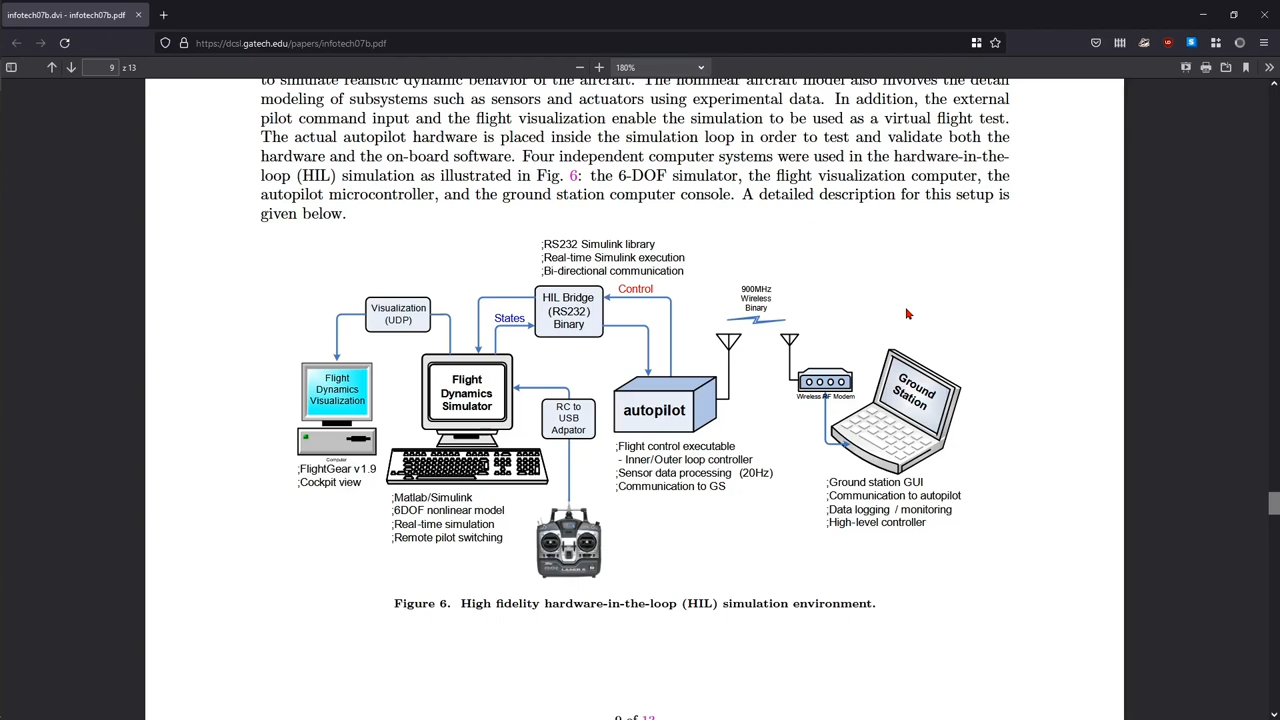 infotech07b.dvi - infotech07b.pdf
https://dcsl.gatech.edu/papers/infotech07b.pdf
9 of 13
180%
to simulate realistic dynamic behavior of the aircraft. The nonlinear aircraft model also involves the detail
modeling of subsystems such as sensors and actuators using experimental data. In addition, the external
pilot command input and the flight visualization enable the simulation to be used as a virtual flight test.
The actual autopilot hardware is placed inside the simulation loop in order to test and validate both the
hardware and the on-board software. Four independent computer systems were used in the hardware-in-the-
loop (HIL) simulation as illustrated in Fig. 6: the 6-DOF simulator, the flight visualization computer, the
autopilot microcontroller, and the ground station computer console. A detailed description for this setup is
given below.
;RS232 Simulink library
;Real-time Simulink execution
;Bi-directional communication
Visualization
(UDP)
States
HIL Bridge
(RS232)
Binary
Control
900MHz
Wireless
Binary
Flight
Dynamics
Visualization
Computer
;FlightGear v1.9
;Cockpit view
Flight
Dynamics
Simulator
;Matlab/Simulink
;6DOF nonlinear model
;Real-time simulation
;Remote pilot switching
RC to
USB
Adpator
autopilot
;Flight control executable
- Inner/Outer loop controller
;Sensor data processing (20Hz)
;Communication to GS
Wireless RF Modem
Ground
Station
;Ground station GUI
;Communication to autopilot
;Data logging / monitoring
;High-level controller
Figure 6. High fidelity hardware-in-the-loop (HIL) simulation environment.
9 of 13